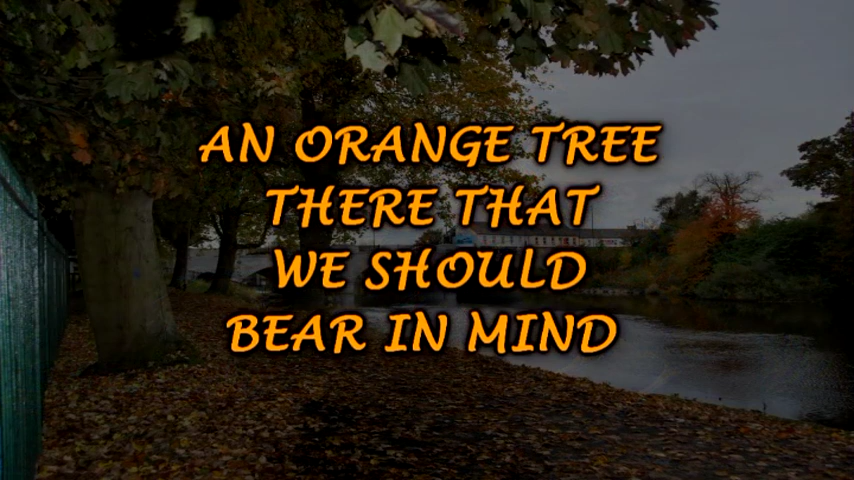 AN ORANGE TREE
THERE THAT
WE SHOULD
BEAR IN MIND